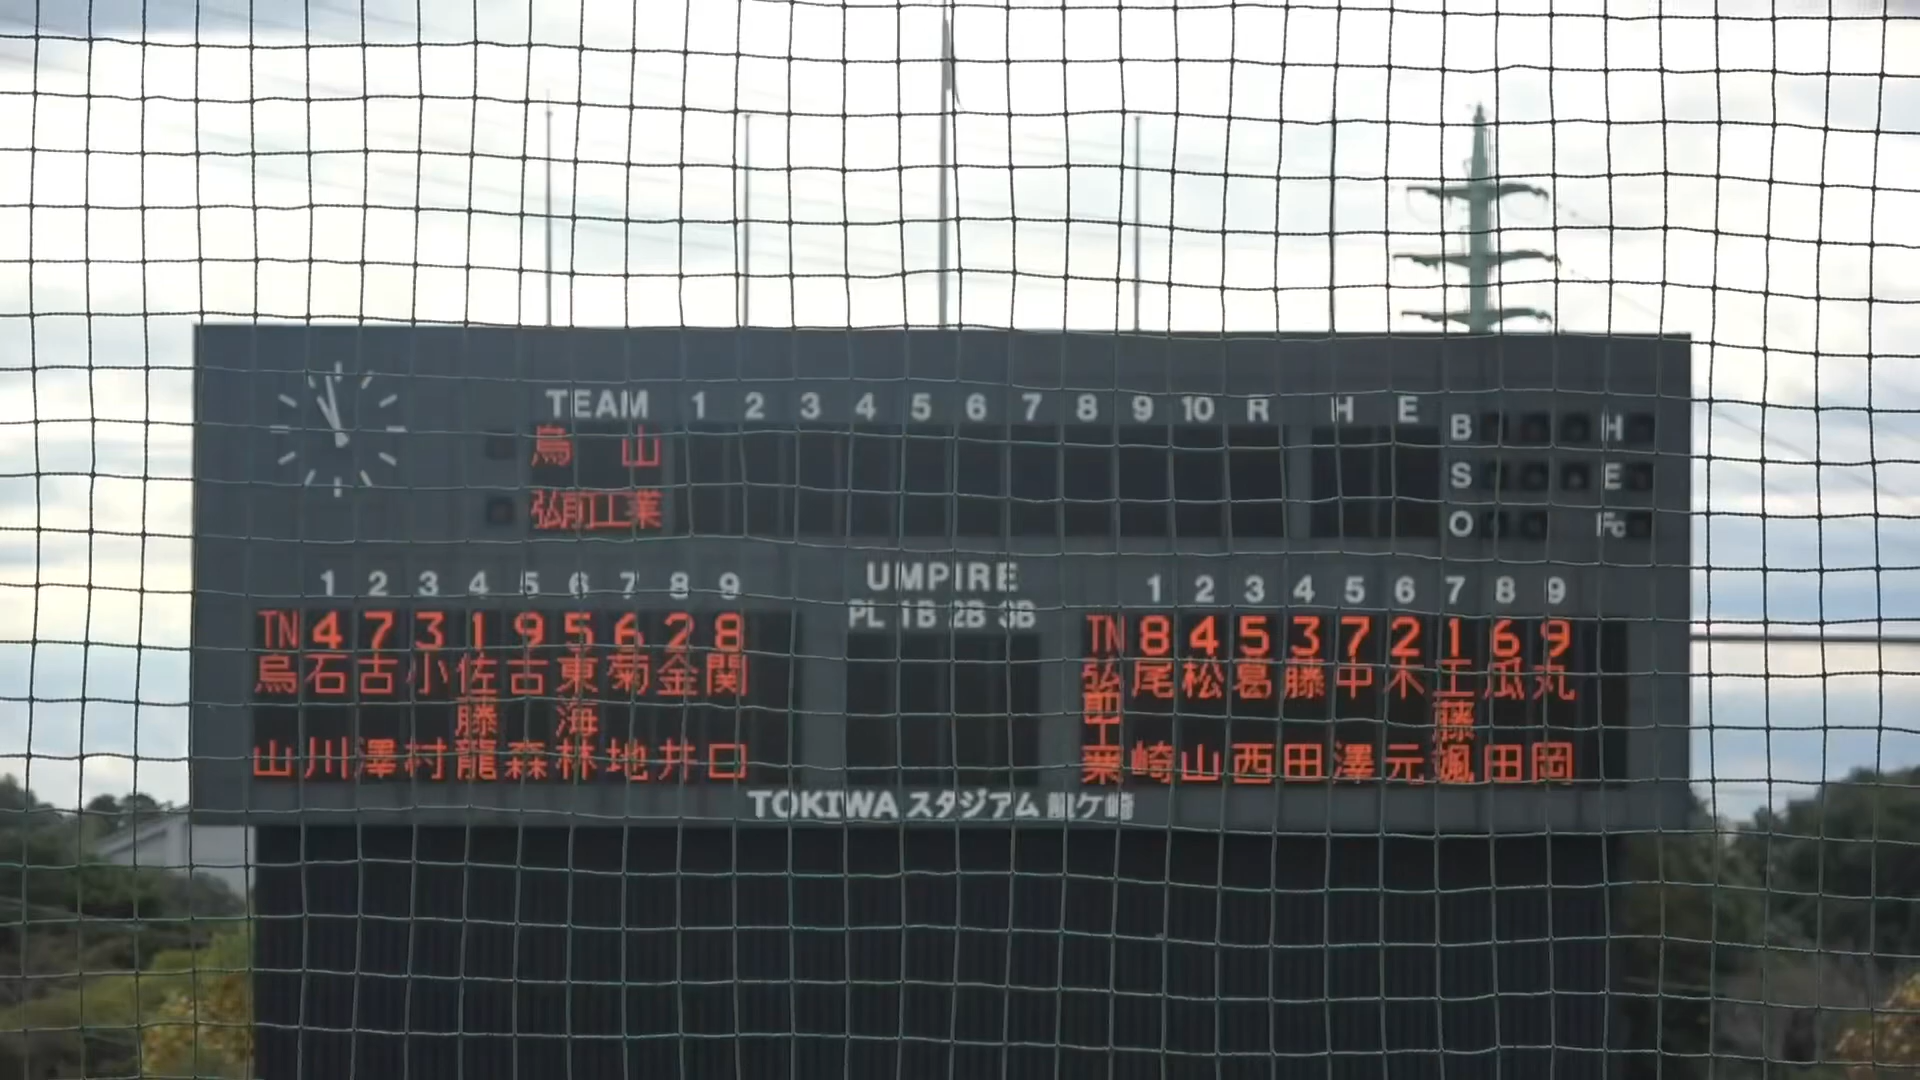 TEAM 1 2 3 4 5 6 7 8 9 10 R H E
烏山
弘前工業
B H
S E
O Fc
1 2 3 4 5 6 7 8 9
TN 4 7 3 1 9 5 6 2 8
烏山 石川 古澤 小村 佐藤龍 古森 東海林 菊地 金井 関口
UMPIRE
PL 1B 2B 3B
1 2 3 4 5 6 7 8 9
TN 8 4 5 3 7 2 1 6 9
弘前工業 尾崎 松山 葛西 藤田 中澤 木元 工藤颯 瓜田 丸岡
TOKIWA スタジアム 龍ケ崎